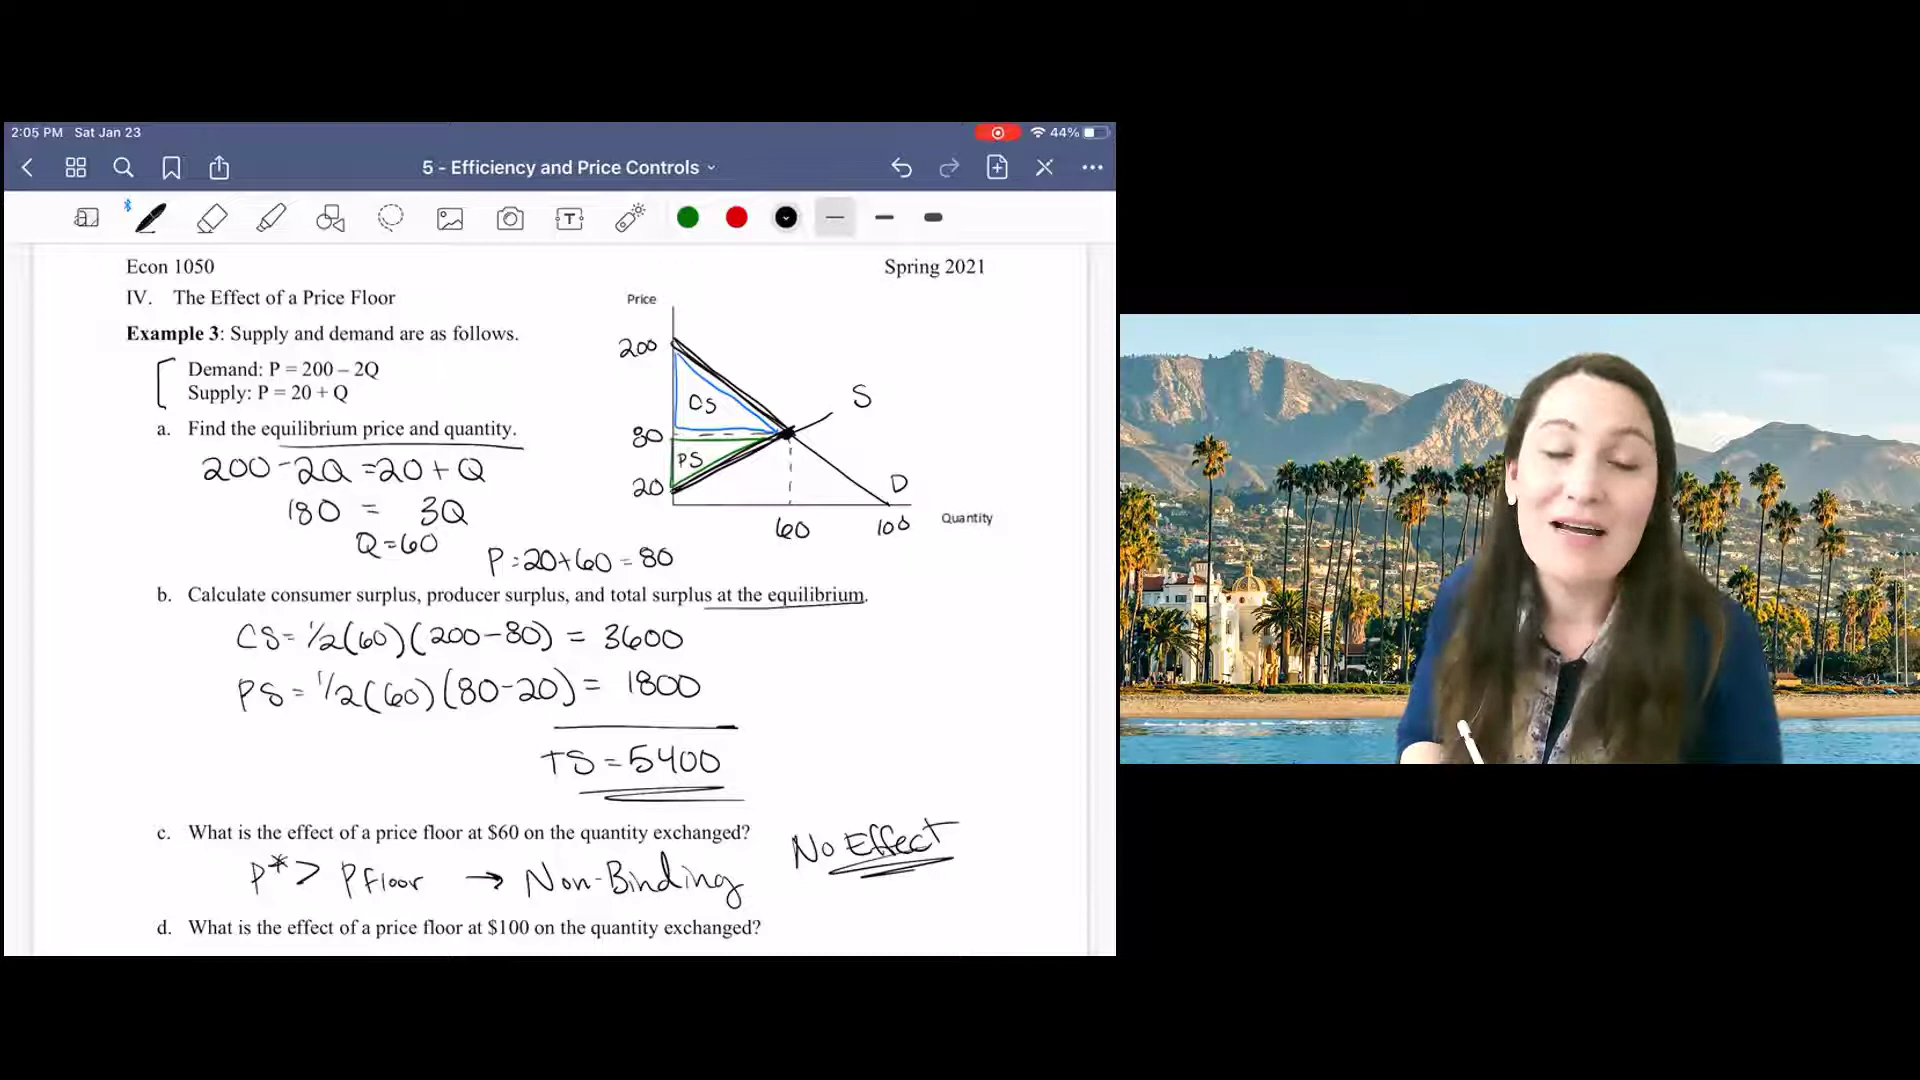 2:05 PM Sat Jan 23
44%
5 - Efficiency and Price Controls
Econ 1050
Spring 2021
IV. The Effect of a Price Floor
Example 3: Supply and demand are as follows.
Demand: P = 200 – 2Q
Supply: P = 20 + Q
a. Find the equilibrium price and quantity.
200 - 2Q = 20 + Q
180 = 3Q
Q = 60
P = 20 + 60 = 80
Price
200
CS
S
80
PS
20
D
60
100
Quantity
b. Calculate consumer surplus, producer surplus, and total surplus at the equilibrium.
CS = 1/2 (60) (200 - 80) = 3600
PS = 1/2 (60) (80 - 20) = 1800
TS = 5400
c. What is the effect of a price floor at $60 on the quantity exchanged?
No Effect
P* > P Floor → Non-Binding
d. What is the effect of a price floor at $100 on the quantity exchanged?